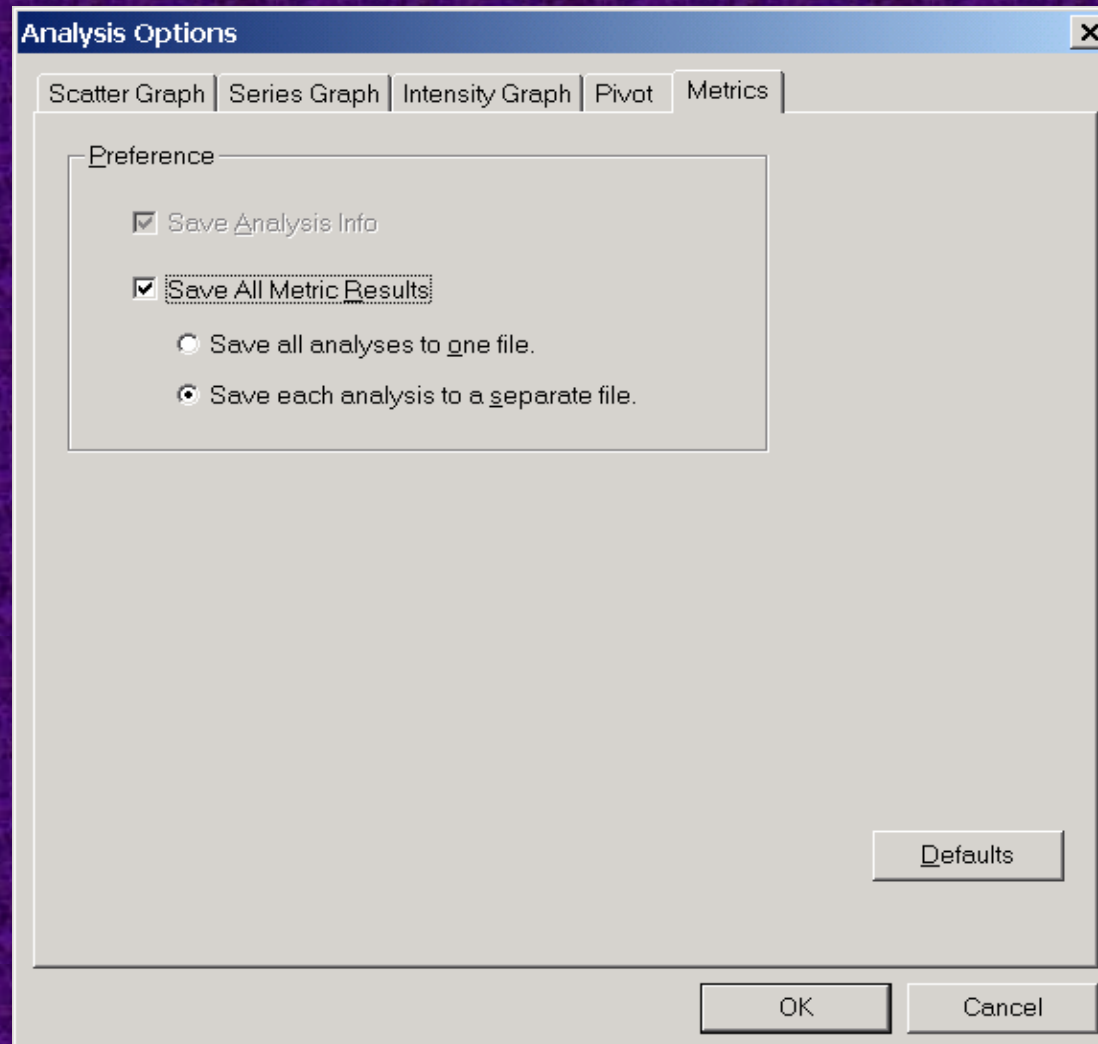 Analysis Options
Scatter Graph Series Graph Intensity Graph Pivot Metrics
Preference
Save Analysis Info
Save All Metric Results
Save all analyses to one file.
Save each analysis to a separate file.
Defaults
OK Cancel